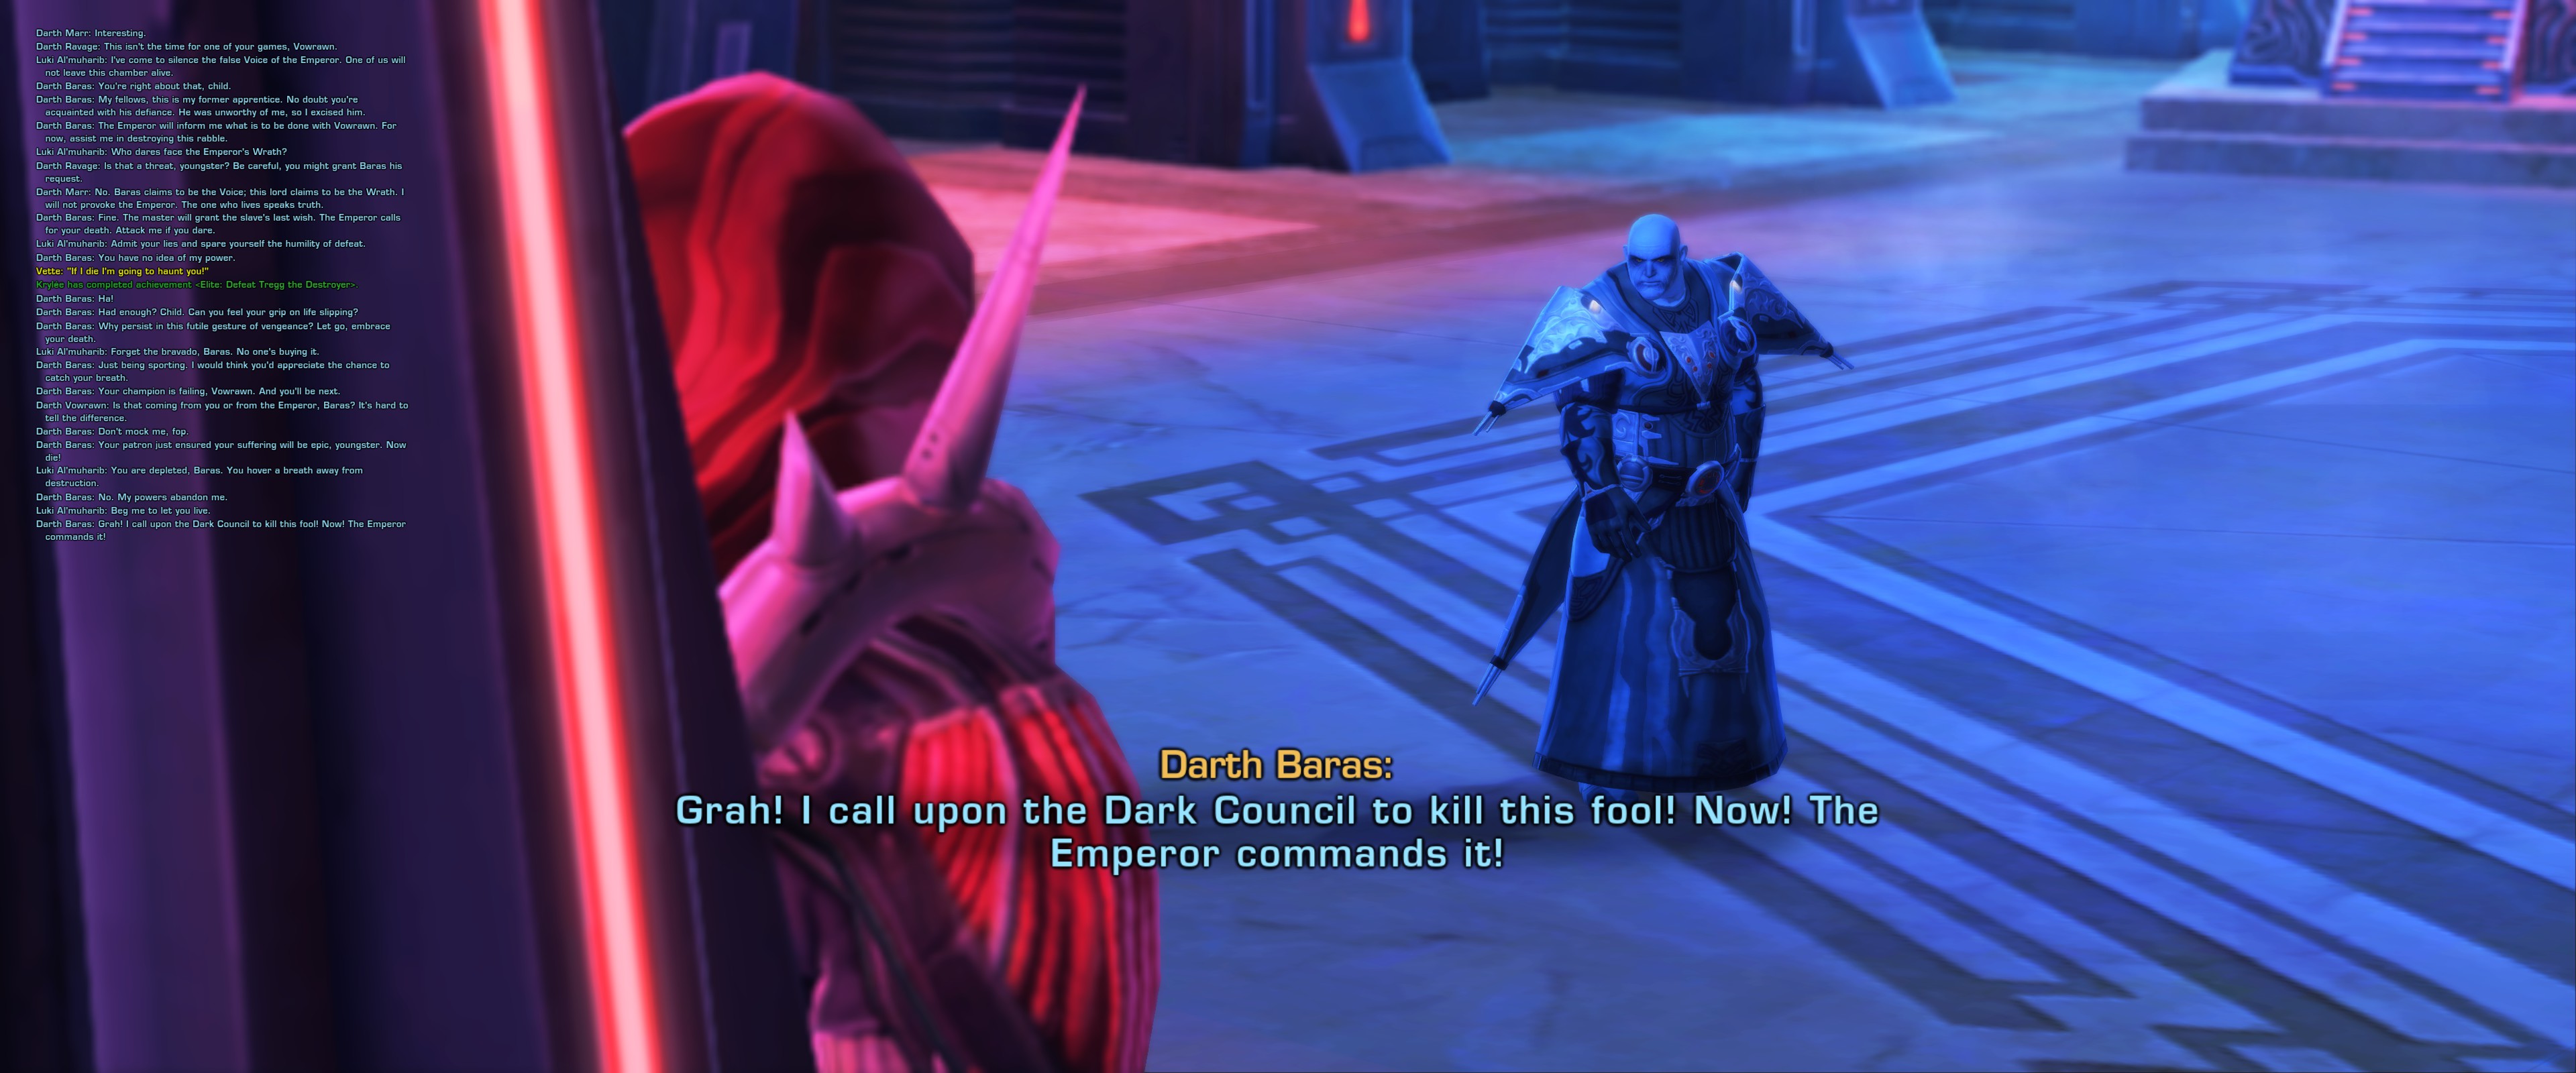 Darth Marr: Interesting.
Darth Ravage: This isn't the time for one of your games, Vowrawn.
Luki Al'muharib: I've come to silence the false Voice of the Emperor. One of us will
not leave this chamber alive.
Darth Baras: You're right about that, child.
Darth Baras: My fellows, this is my former apprentice. No doubt you're
acquainted with his defiance. He was unworthy of me, so I excised him.
Darth Baras: The Emperor will inform me what is to be done with Vowrawn. For
now, assist me in destroying this rabble.
Luki Al'muharib: Who dares face the Emperor's Wrath?
Darth Ravage: Is that a threat, youngster? Be careful, you might grant Baras his
request.
Darth Marr: No. Baras claims to be the Voice; this lord claims to be the Wrath. I
will not provoke the Emperor. The one who lives speaks truth.
Darth Baras: Fine. The master will grant the slave's last wish. The Emperor calls
for your death. Attack me if you dare.
Luki Al'muharib: Admit your lies and spare yourself the humility of defeat.
Darth Baras: You have no idea of my power.
Vette: "If I die I'm going to haunt you!"
Krylee has completed achievement <Elite: Defeat Tregg the Destroyer>.
Darth Baras: Ha!
Darth Baras: Had enough? Child. Can you feel your grip on life slipping?
Darth Baras: Why persist in this futile gesture of vengeance? Let go, embrace
your death.
Luki Al'muharib: Forget the bravado, Baras. No one's buying it.
Darth Baras: Just being sporting. I would think you'd appreciate the chance to
catch your breath.
Darth Baras: Your champion is failing, Vowrawn. And you'll be next.
Darth Vowrawn: Is that coming from you or from the Emperor, Baras? It's hard to
tell the difference.
Darth Baras: Don't mock me, fop.
Darth Baras: Your patron just ensured your suffering will be epic, youngster. Now
die!
Luki Al'muharib: You are depleted, Baras. You hover a breath away from
destruction.
Darth Baras: No. My powers abandon me.
Luki Al'muharib: Beg me to let you live.
Darth Baras: Grah! I call upon the Dark Council to kill this fool! Now! The Emperor
commands it!
Darth Baras:
Grah! I call upon the Dark Council to kill this fool! Now! The
Emperor commands it!